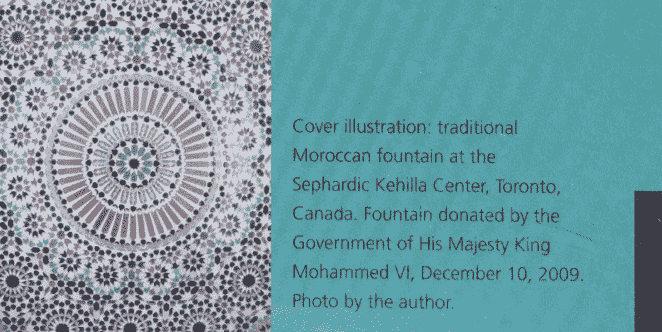 Cover illustration: traditional
Moroccan fountain at the
Sephardic Kehilla Center, Toronto,
Canada. Fountain donated by the
Government of His Majesty King
Mohammed VI, December 10, 2009.
Photo by the author.